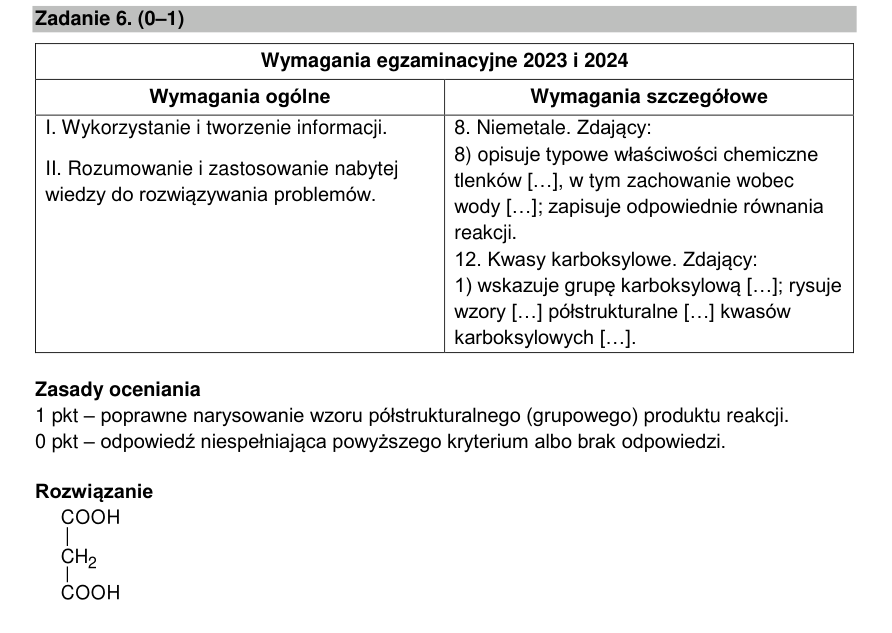 Zadanie 6. (0–1)
Wymagania egzaminacyjne 2023 i 2024
Wymagania ogólne
Wymagania szczegółowe
I. Wykorzystanie i tworzenie informacji.
II. Rozumowanie i zastosowanie nabytej
wiedzy do rozwiązywania problemów.
8. Niemetale. Zdający:
8) opisuje typowe właściwości chemiczne
tlenków […], w tym zachowanie wobec
wody […]; zapisuje odpowiednie równania
reakcji.
12. Kwasy karboksylowe. Zdający:
1) wskazuje grupę karboksylową […]; rysuje
wzory […] półstrukturalne […] kwasów
karboksylowych […].
Zasady oceniania
1 pkt – poprawne narysowanie wzoru półstrukturalnego (grupowego) produktu reakcji.
0 pkt – odpowiedź niespełniająca powyższego kryterium albo brak odpowiedzi.
Rozwiązanie
COOH
CH2
COOH